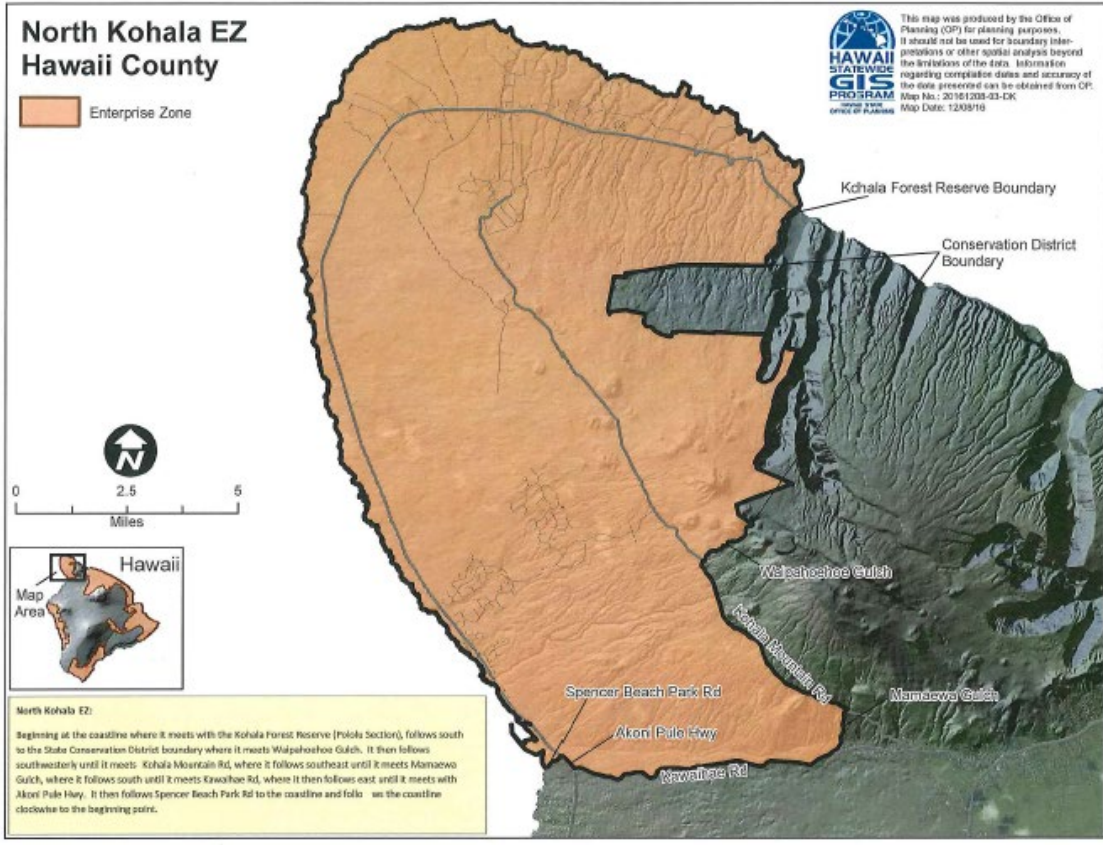 North Kohala EZ
Hawaii County
Enterprise Zone
HAWAII
STATEWIDE
GIS
PROGRAM
HAWAII STATE
OFFICE OF PLANNING
This map was produced by the Office of
Planning (OP) for planning purposes.
It should not be used for boundary inter-
pretations or other spatial analysis beyond
the limitations of the data. Information
regarding compilation dates and accuracy of
the data presented can be obtained from OP.
Map No.: 20161208-03-DK
Map Date: 12/08/16
Kohala Forest Reserve Boundary
Conservation District
Boundary
N
0 2.5 5
Miles
Hawaii
Map
Area
Waipahoehoe Gulch
Kohala Mountain Rd
Mamaewa Gulch
Spencer Beach Park Rd
Akoni Pule Hwy
Kawaihae Rd
North Kohala EZ:
Beginning at the coastline where it meets with the Kohala Forest Reserve (Pololu Section), follows south
to the State Conservation District boundary where it meets Waipahoehoe Gulch. It then follows
southwesterly until it meets Kohala Mountain Rd, where it follows southeast until it meets Mamaewa
Gulch, where it follows south until it meets Kawaihae Rd, where it then follows east until it meets with
Akoni Pule Hwy. It then follows Spencer Beach Park Rd to the coastline and follo ws the coastline
clockwise to the beginning point.